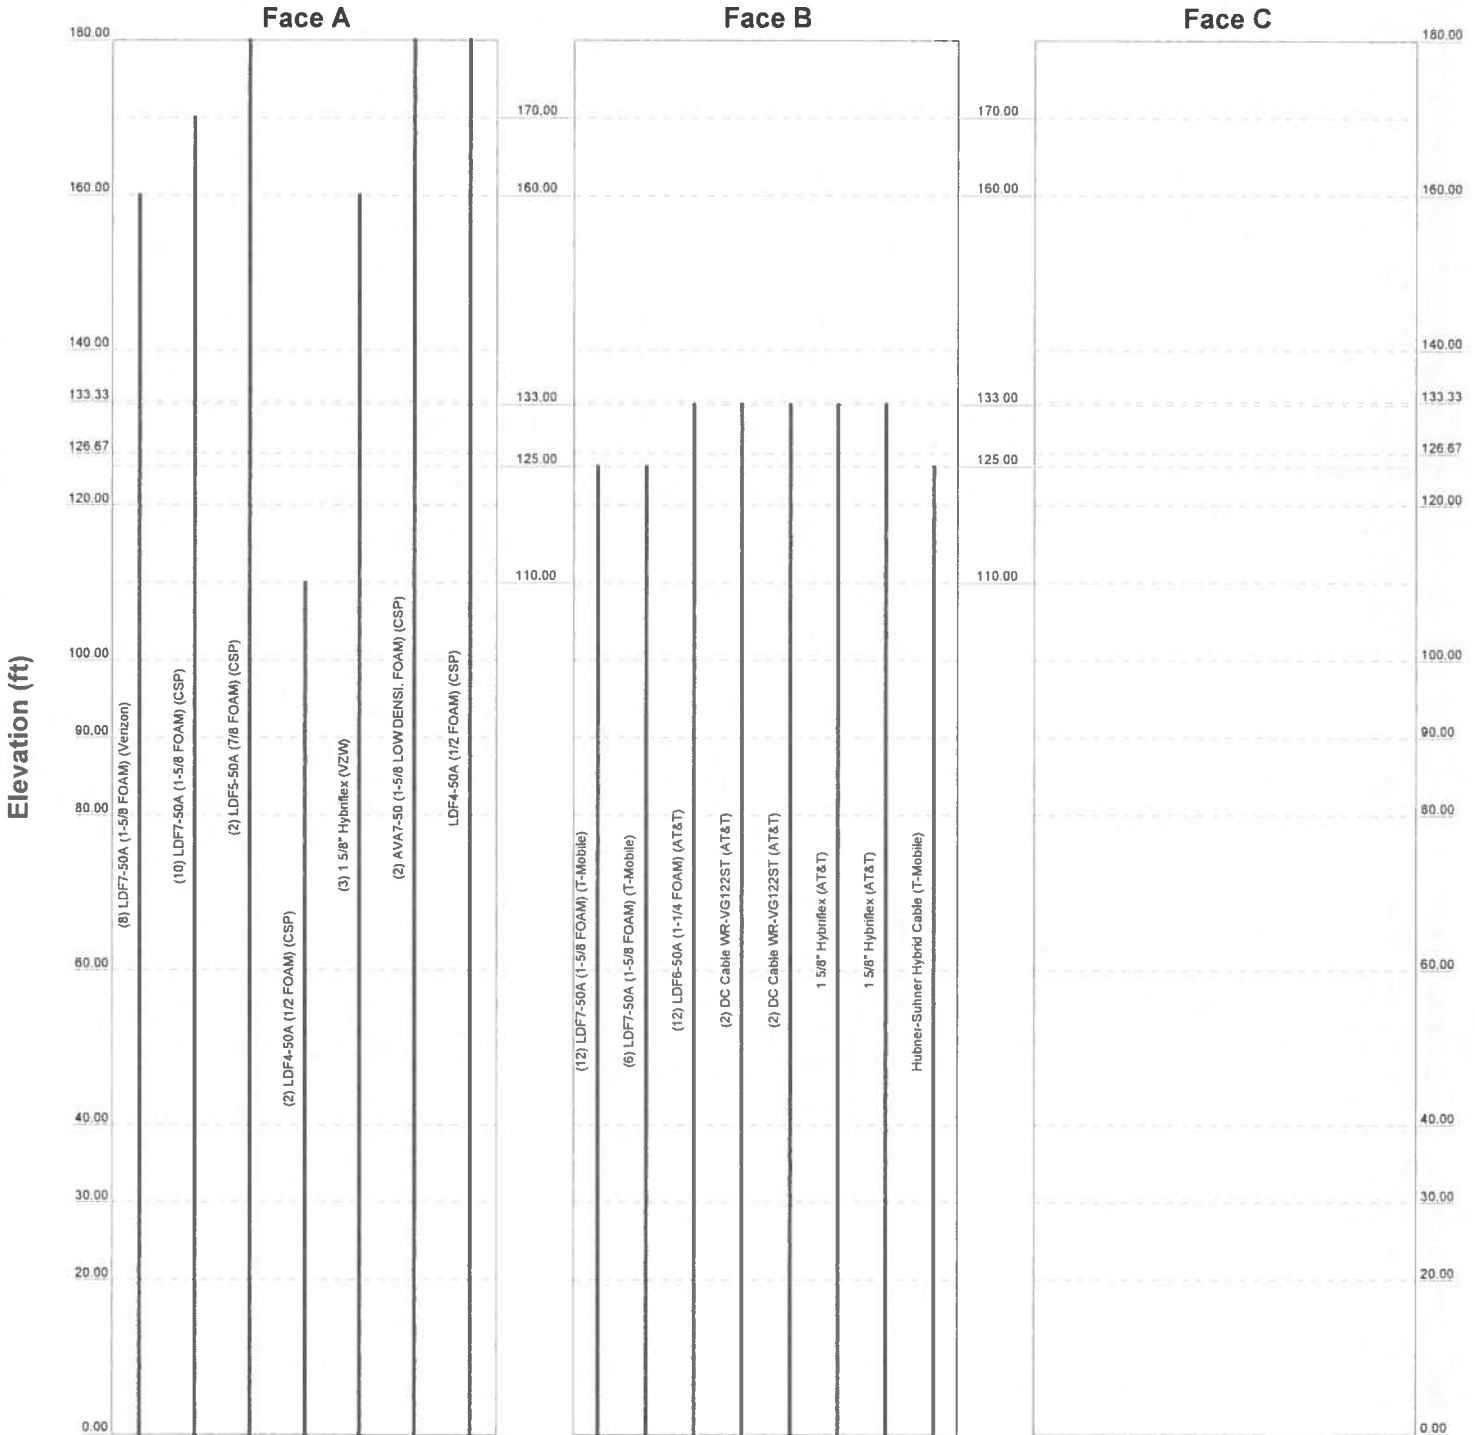 Face A
Face B
Face C
Elevation (ft)
180.00
160.00
140.00
133.33
126.67
120.00
100.00
90.00
80.00
60.00
40.00
30.00
20.00
0.00
(8) LDF7-50A (1-5/8 FOAM) (Verizon)
(10) LDF7-50A (1-5/8 FOAM) (CSP)
(2) LDF5-50A (7/8 FOAM) (CSP)
(2) LDF4-50A (1/2 FOAM) (CSP)
(3) 1 5/8" Hybriflex (VZW)
(2) AVA7-50 (1-5/8 LOW DENSI. FOAM) (CSP)
LDF4-50A (1/2 FOAM) (CSP)
170.00
160.00
133.00
125.00
110.00
(12) LDF7-50A (1-5/8 FOAM) (T-Mobile)
(6) LDF7-50A (1-5/8 FOAM) (T-Mobile)
(12) LDF6-50A (1-1/4 FOAM) (AT&T)
(2) DC Cable WR-VG122ST (AT&T)
(2) DC Cable WR-VG122ST (AT&T)
1 5/8" Hybriflex (AT&T)
1 5/8" Hybriflex (AT&T)
Hubner-Suhner Hybrid Cable (T-Mobile)
170.00
160.00
133.00
125.00
110.00
180.00
160.00
140.00
133.33
126.67
120.00
100.00
90.00
80.00
60.00
40.00
30.00
20.00
0.00